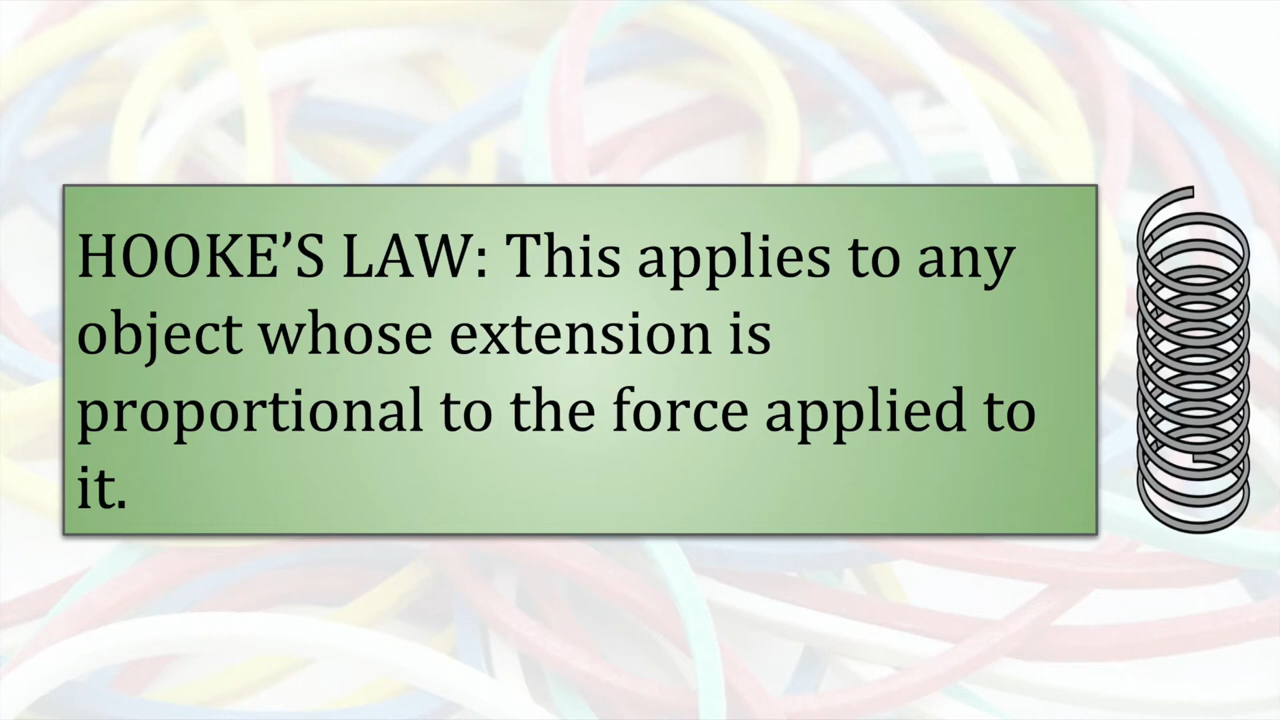 HOOKE’S LAW: This applies to any
object whose extension is
proportional to the force applied to
it.